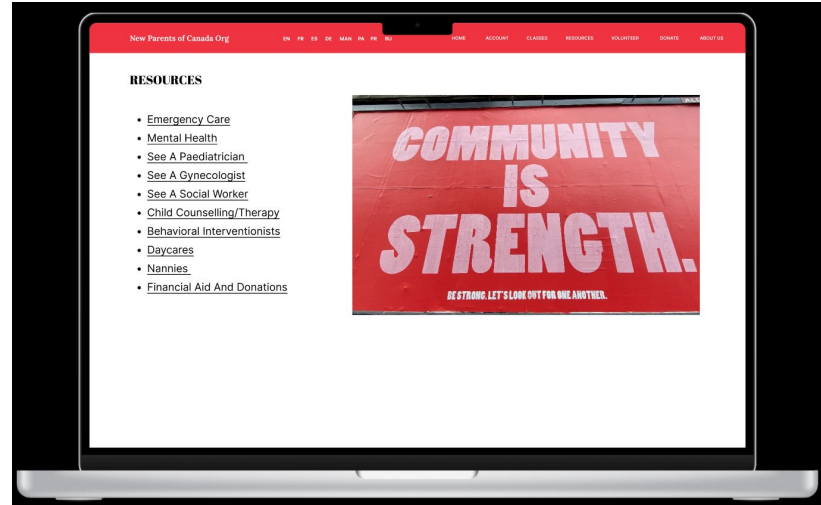 New Parents of Canada Org EN FR ES DE MAN PA PR RU HOME ACCOUNT CLASSES RESOURCES VOLUNTEER DONATE ABOUT US
RESOURCES
• Emergency Care
• Mental Health
• See A Paediatrician
• See A Gynecologist
• See A Social Worker
• Child Counselling/Therapy
• Behavioral Interventionists
• Daycares
• Nannies
• Financial Aid And Donations
ALL
COMMUNITY
IS
STRENGTH.
BE STRONG. LET'S LOOK OUT FOR ONE ANOTHER.